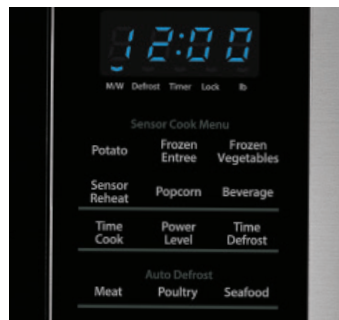 12:00
M/W Defrost Timer Lock lb
Sensor Cook Menu
Potato Frozen Entree Frozen Vegetables
Sensor Reheat Popcorn Beverage
Time Cook Power Level Time Defrost
Auto Defrost
Meat Poultry Seafood